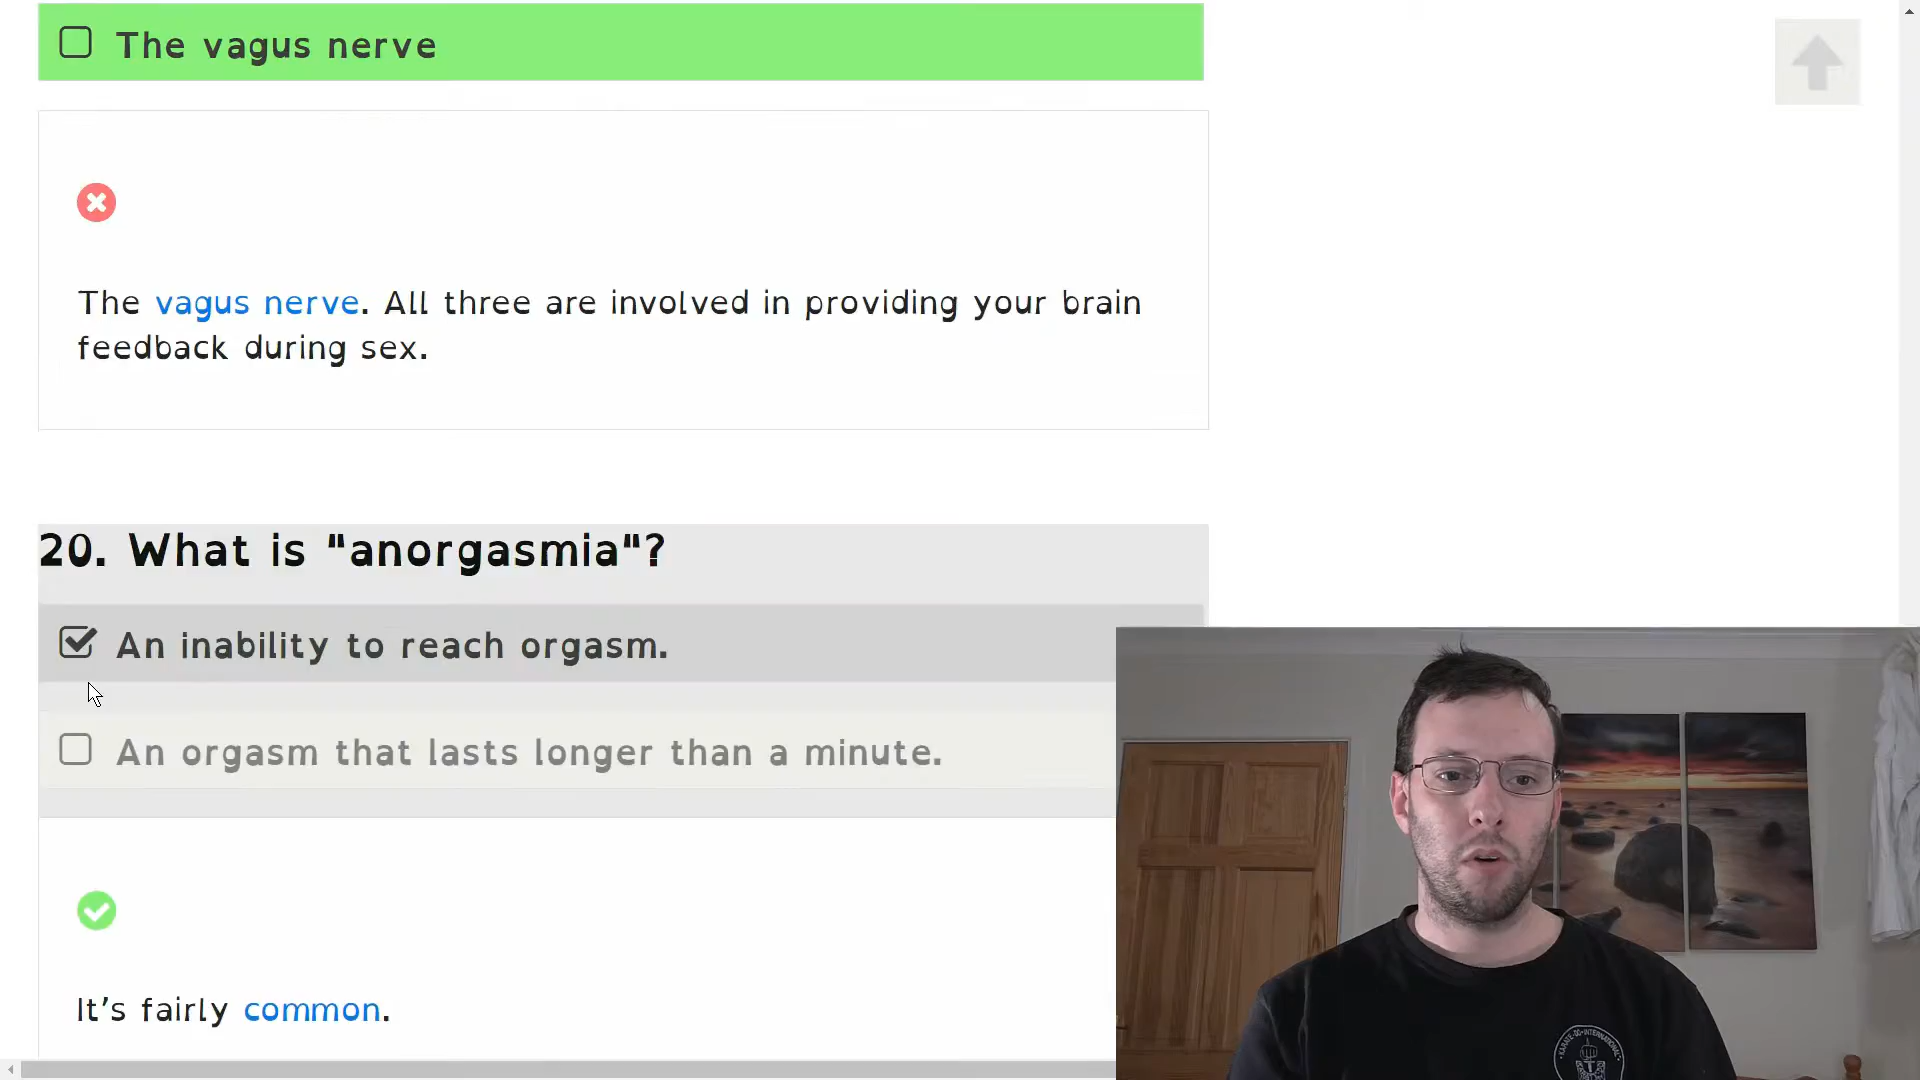 The vagus nerve
The vagus nerve. All three are involved in providing your brain
feedback during sex.
20. What is "anorgasmia"?
An inability to reach orgasm.
An orgasm that lasts longer than a minute.
It's fairly common.